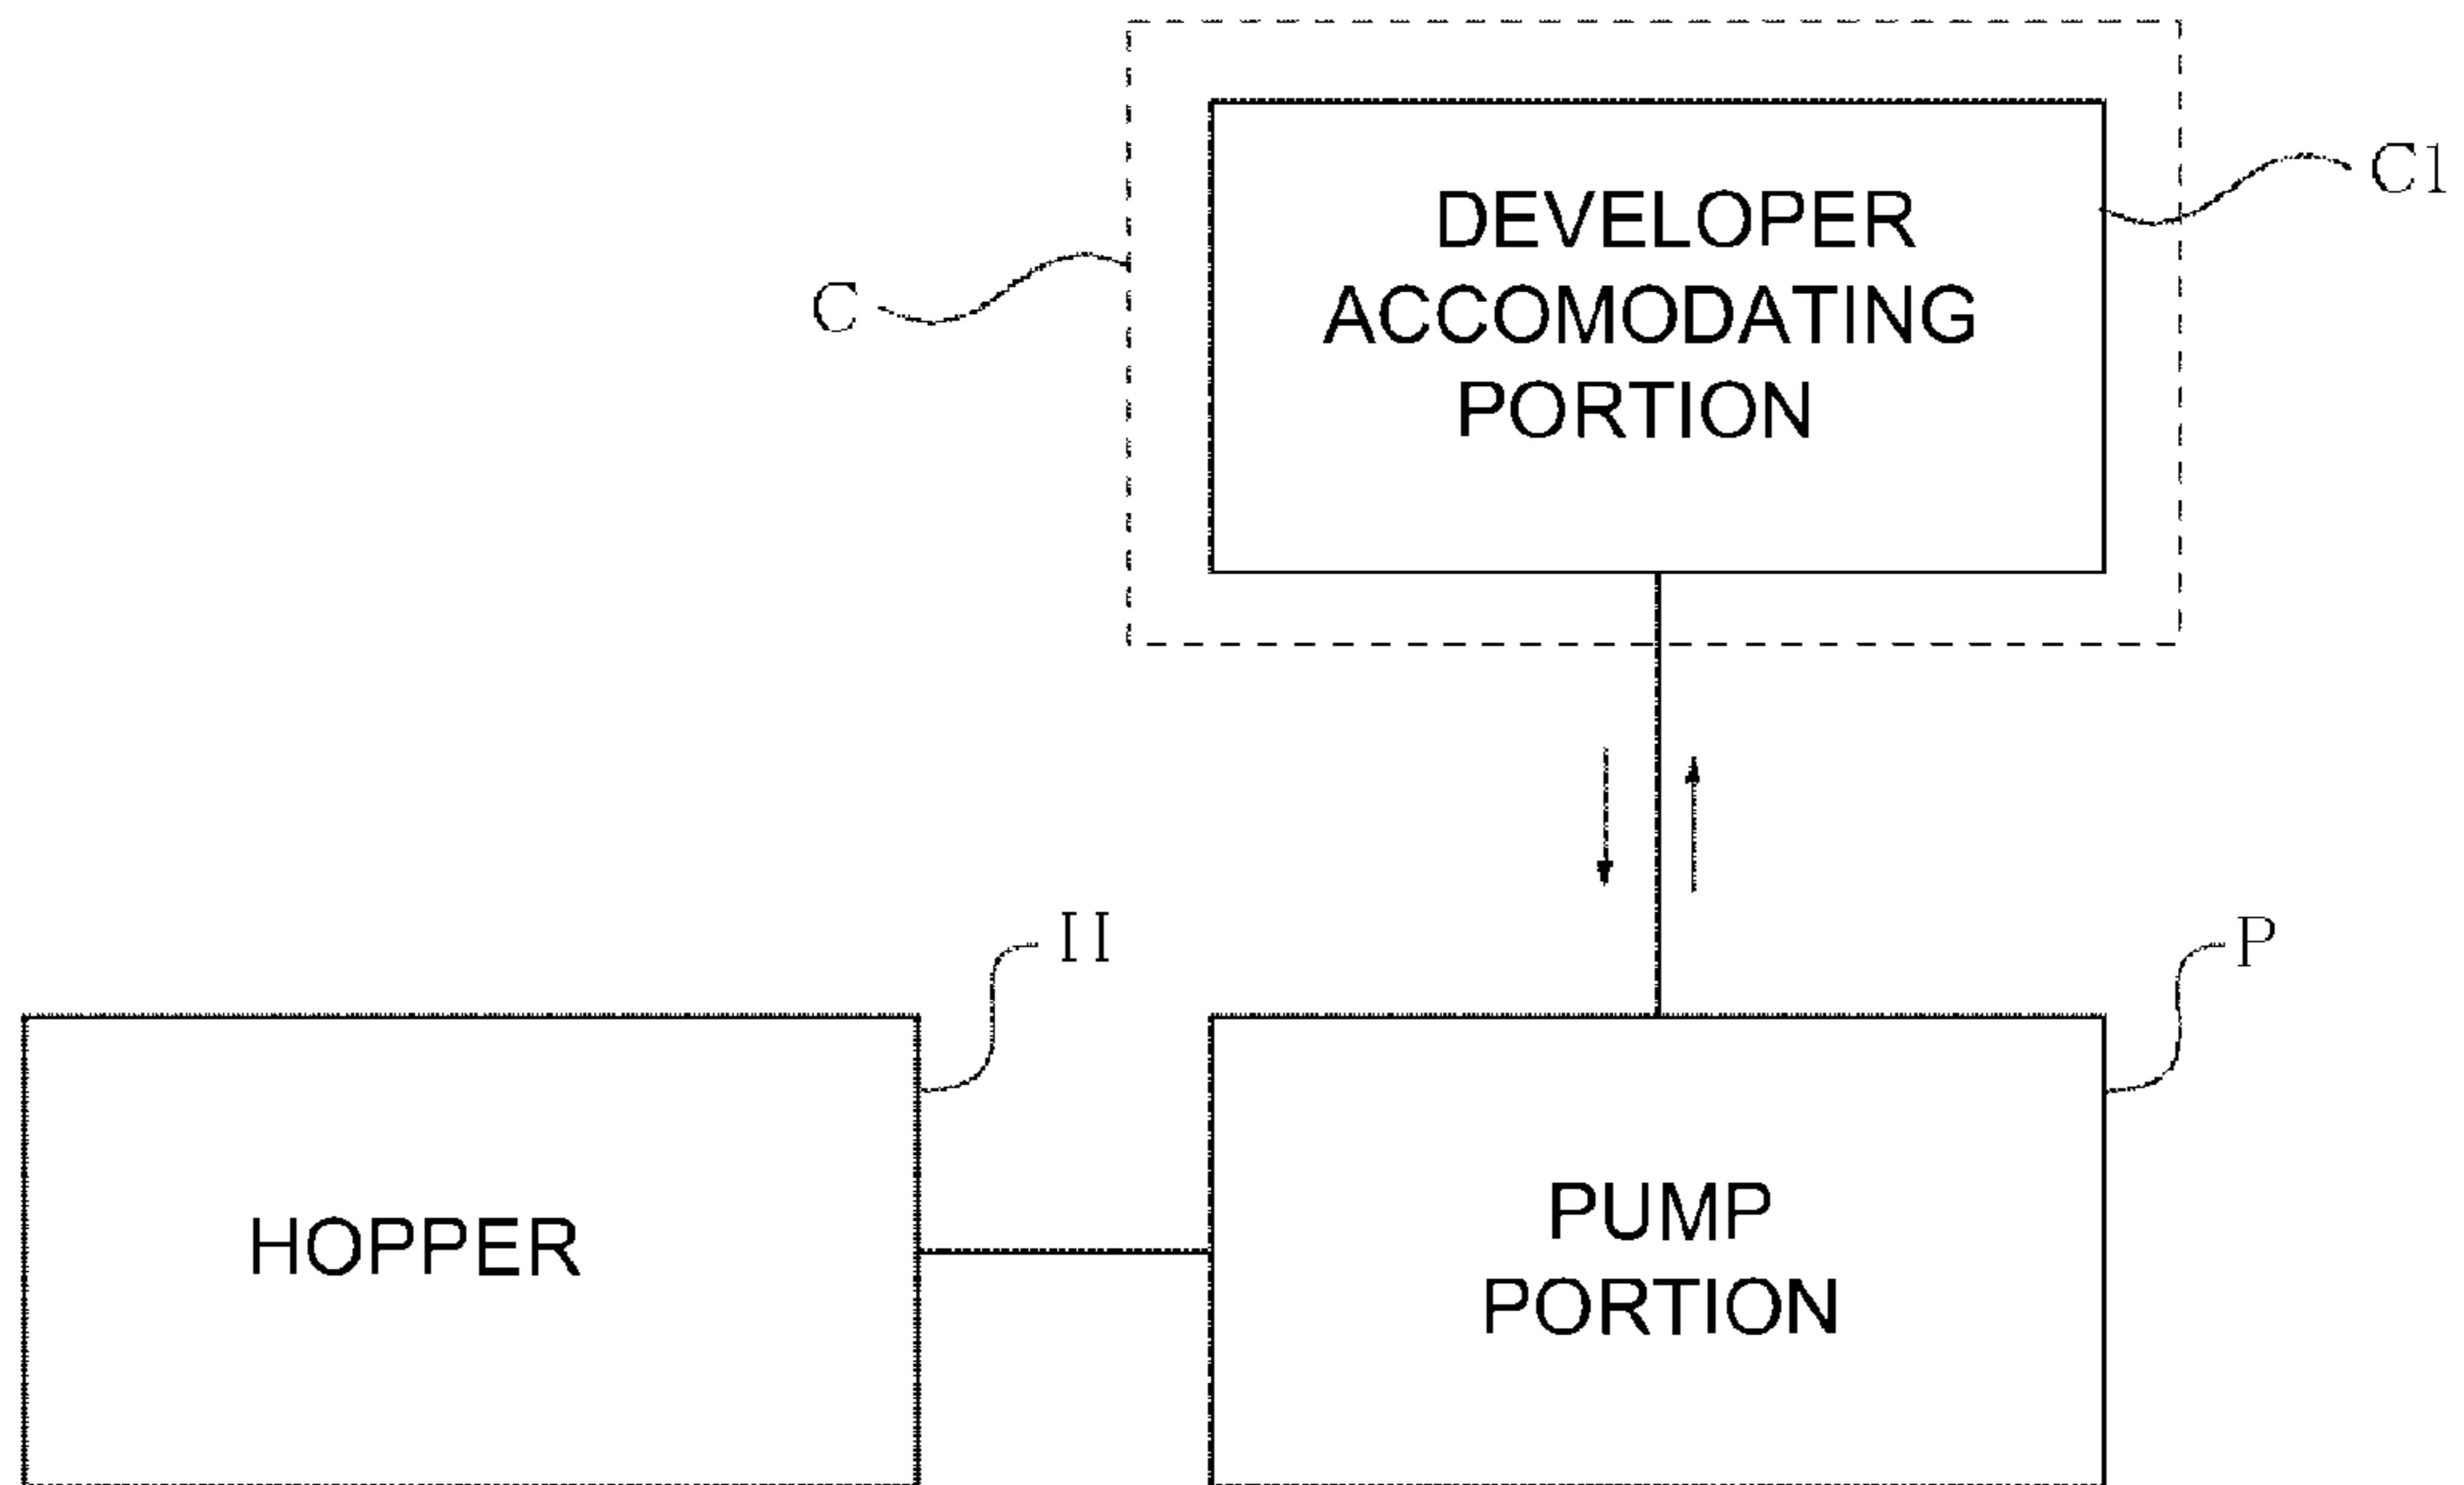 DEVELOPER
ACCOMODATING
PORTION
C1
C
II
P
HOPPER
PUMP
PORTION